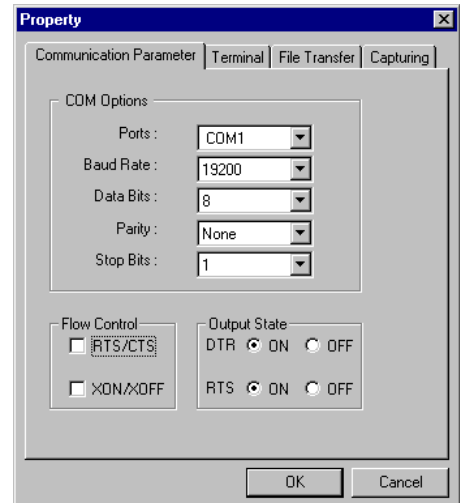 Property
Communication Parameter Terminal File Transfer Capturing
COM Options
Ports : COM1
Baud Rate : 19200
Data Bits : 8
Parity : None
Stop Bits : 1
Flow Control
RTS/CTS
XON/XOFF
Output State
DTR ON OFF
RTS ON OFF
OK Cancel